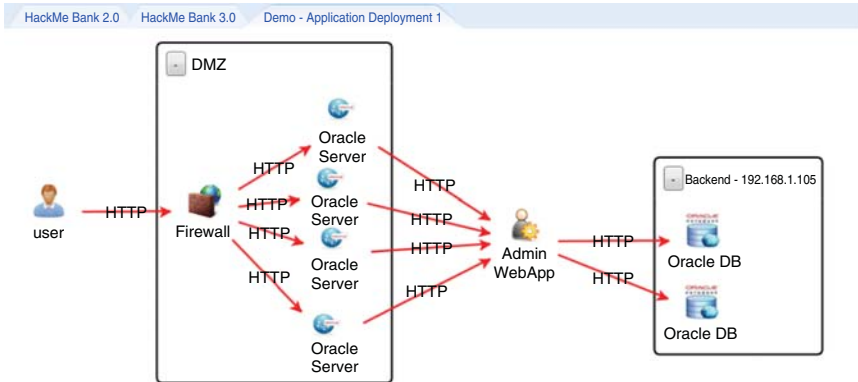 HackMe Bank 2.0
HackMe Bank 3.0
Demo - Application Deployment 1
- DMZ
Oracle
Server
HTTP
HTTP
Oracle
Server
HTTP
HTTP
HTTP
user
Firewall
HTTP
Oracle
Server
HTTP
Oracle
Server
HTTP
HTTP
HTTP
Admin
WebApp
HTTP
HTTP
- Backend - 192.168.1.105
ORACLE
Oracle DB
ORACLE
Oracle DB